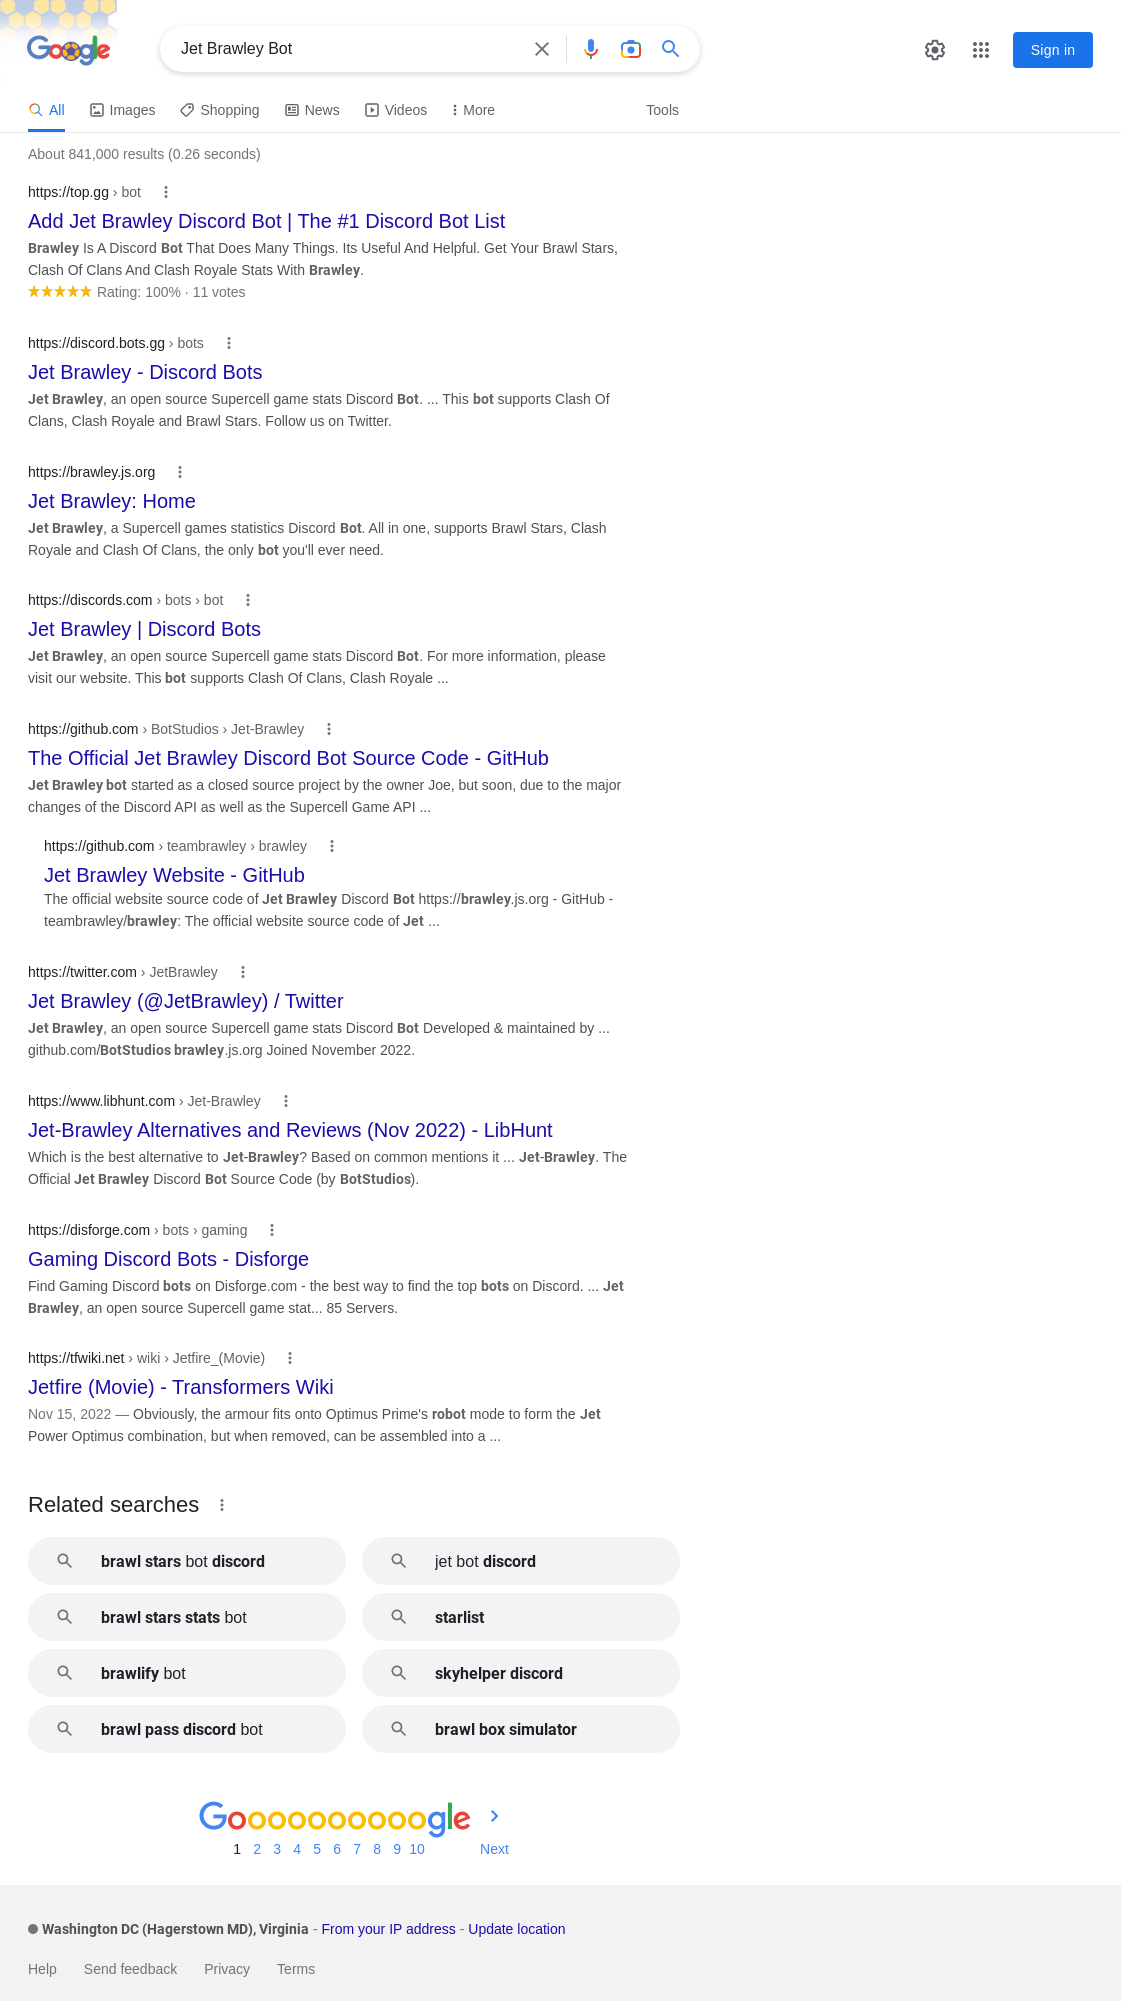 Google
Jet Brawley Bot
Sign in
All
Images
Shopping
News
Videos
More
Tools
About 841,000 results (0.26 seconds)
https://top.gg › bot
Add Jet Brawley Discord Bot | The #1 Discord Bot List
Brawley Is A Discord Bot That Does Many Things. Its Useful And Helpful. Get Your Brawl Stars,
Clash Of Clans And Clash Royale Stats With Brawley.
Rating: 100% · 11 votes
https://discord.bots.gg › bots
Jet Brawley - Discord Bots
Jet Brawley, an open source Supercell game stats Discord Bot. ... This bot supports Clash Of
Clans, Clash Royale and Brawl Stars. Follow us on Twitter.
https://brawley.js.org
Jet Brawley: Home
Jet Brawley, a Supercell games statistics Discord Bot. All in one, supports Brawl Stars, Clash
Royale and Clash Of Clans, the only bot you'll ever need.
https://discords.com › bots › bot
Jet Brawley | Discord Bots
Jet Brawley, an open source Supercell game stats Discord Bot. For more information, please
visit our website. This bot supports Clash Of Clans, Clash Royale ...
https://github.com › BotStudios › Jet-Brawley
The Official Jet Brawley Discord Bot Source Code - GitHub
Jet Brawley bot started as a closed source project by the owner Joe, but soon, due to the major
changes of the Discord API as well as the Supercell Game API ...
https://github.com › teambrawley › brawley
Jet Brawley Website - GitHub
The official website source code of Jet Brawley Discord Bot https://brawley.js.org - GitHub -
teambrawley/brawley: The official website source code of Jet ...
https://twitter.com › JetBrawley
Jet Brawley (@JetBrawley) / Twitter
Jet Brawley, an open source Supercell game stats Discord Bot Developed & maintained by ...
github.com/BotStudios brawley.js.org Joined November 2022.
https://www.libhunt.com › Jet-Brawley
Jet-Brawley Alternatives and Reviews (Nov 2022) - LibHunt
Which is the best alternative to Jet-Brawley? Based on common mentions it ... Jet-Brawley. The
Official Jet Brawley Discord Bot Source Code (by BotStudios).
https://disforge.com › bots › gaming
Gaming Discord Bots - Disforge
Find Gaming Discord bots on Disforge.com - the best way to find the top bots on Discord. ... Jet
Brawley, an open source Supercell game stat... 85 Servers.
https://tfwiki.net › wiki › Jetfire_(Movie)
Jetfire (Movie) - Transformers Wiki
Nov 15, 2022 — Obviously, the armour fits onto Optimus Prime's robot mode to form the Jet
Power Optimus combination, but when removed, can be assembled into a ...
Related searches
brawl stars bot discord
jet bot discord
brawl stars stats bot
starlist
brawlify bot
skyhelper discord
brawl pass discord bot
brawl box simulator
Goooooooooogle
1 2 3 4 5 6 7 8 9 10 Next
Washington DC (Hagerstown MD), Virginia - From your IP address - Update location
Help Send feedback Privacy Terms